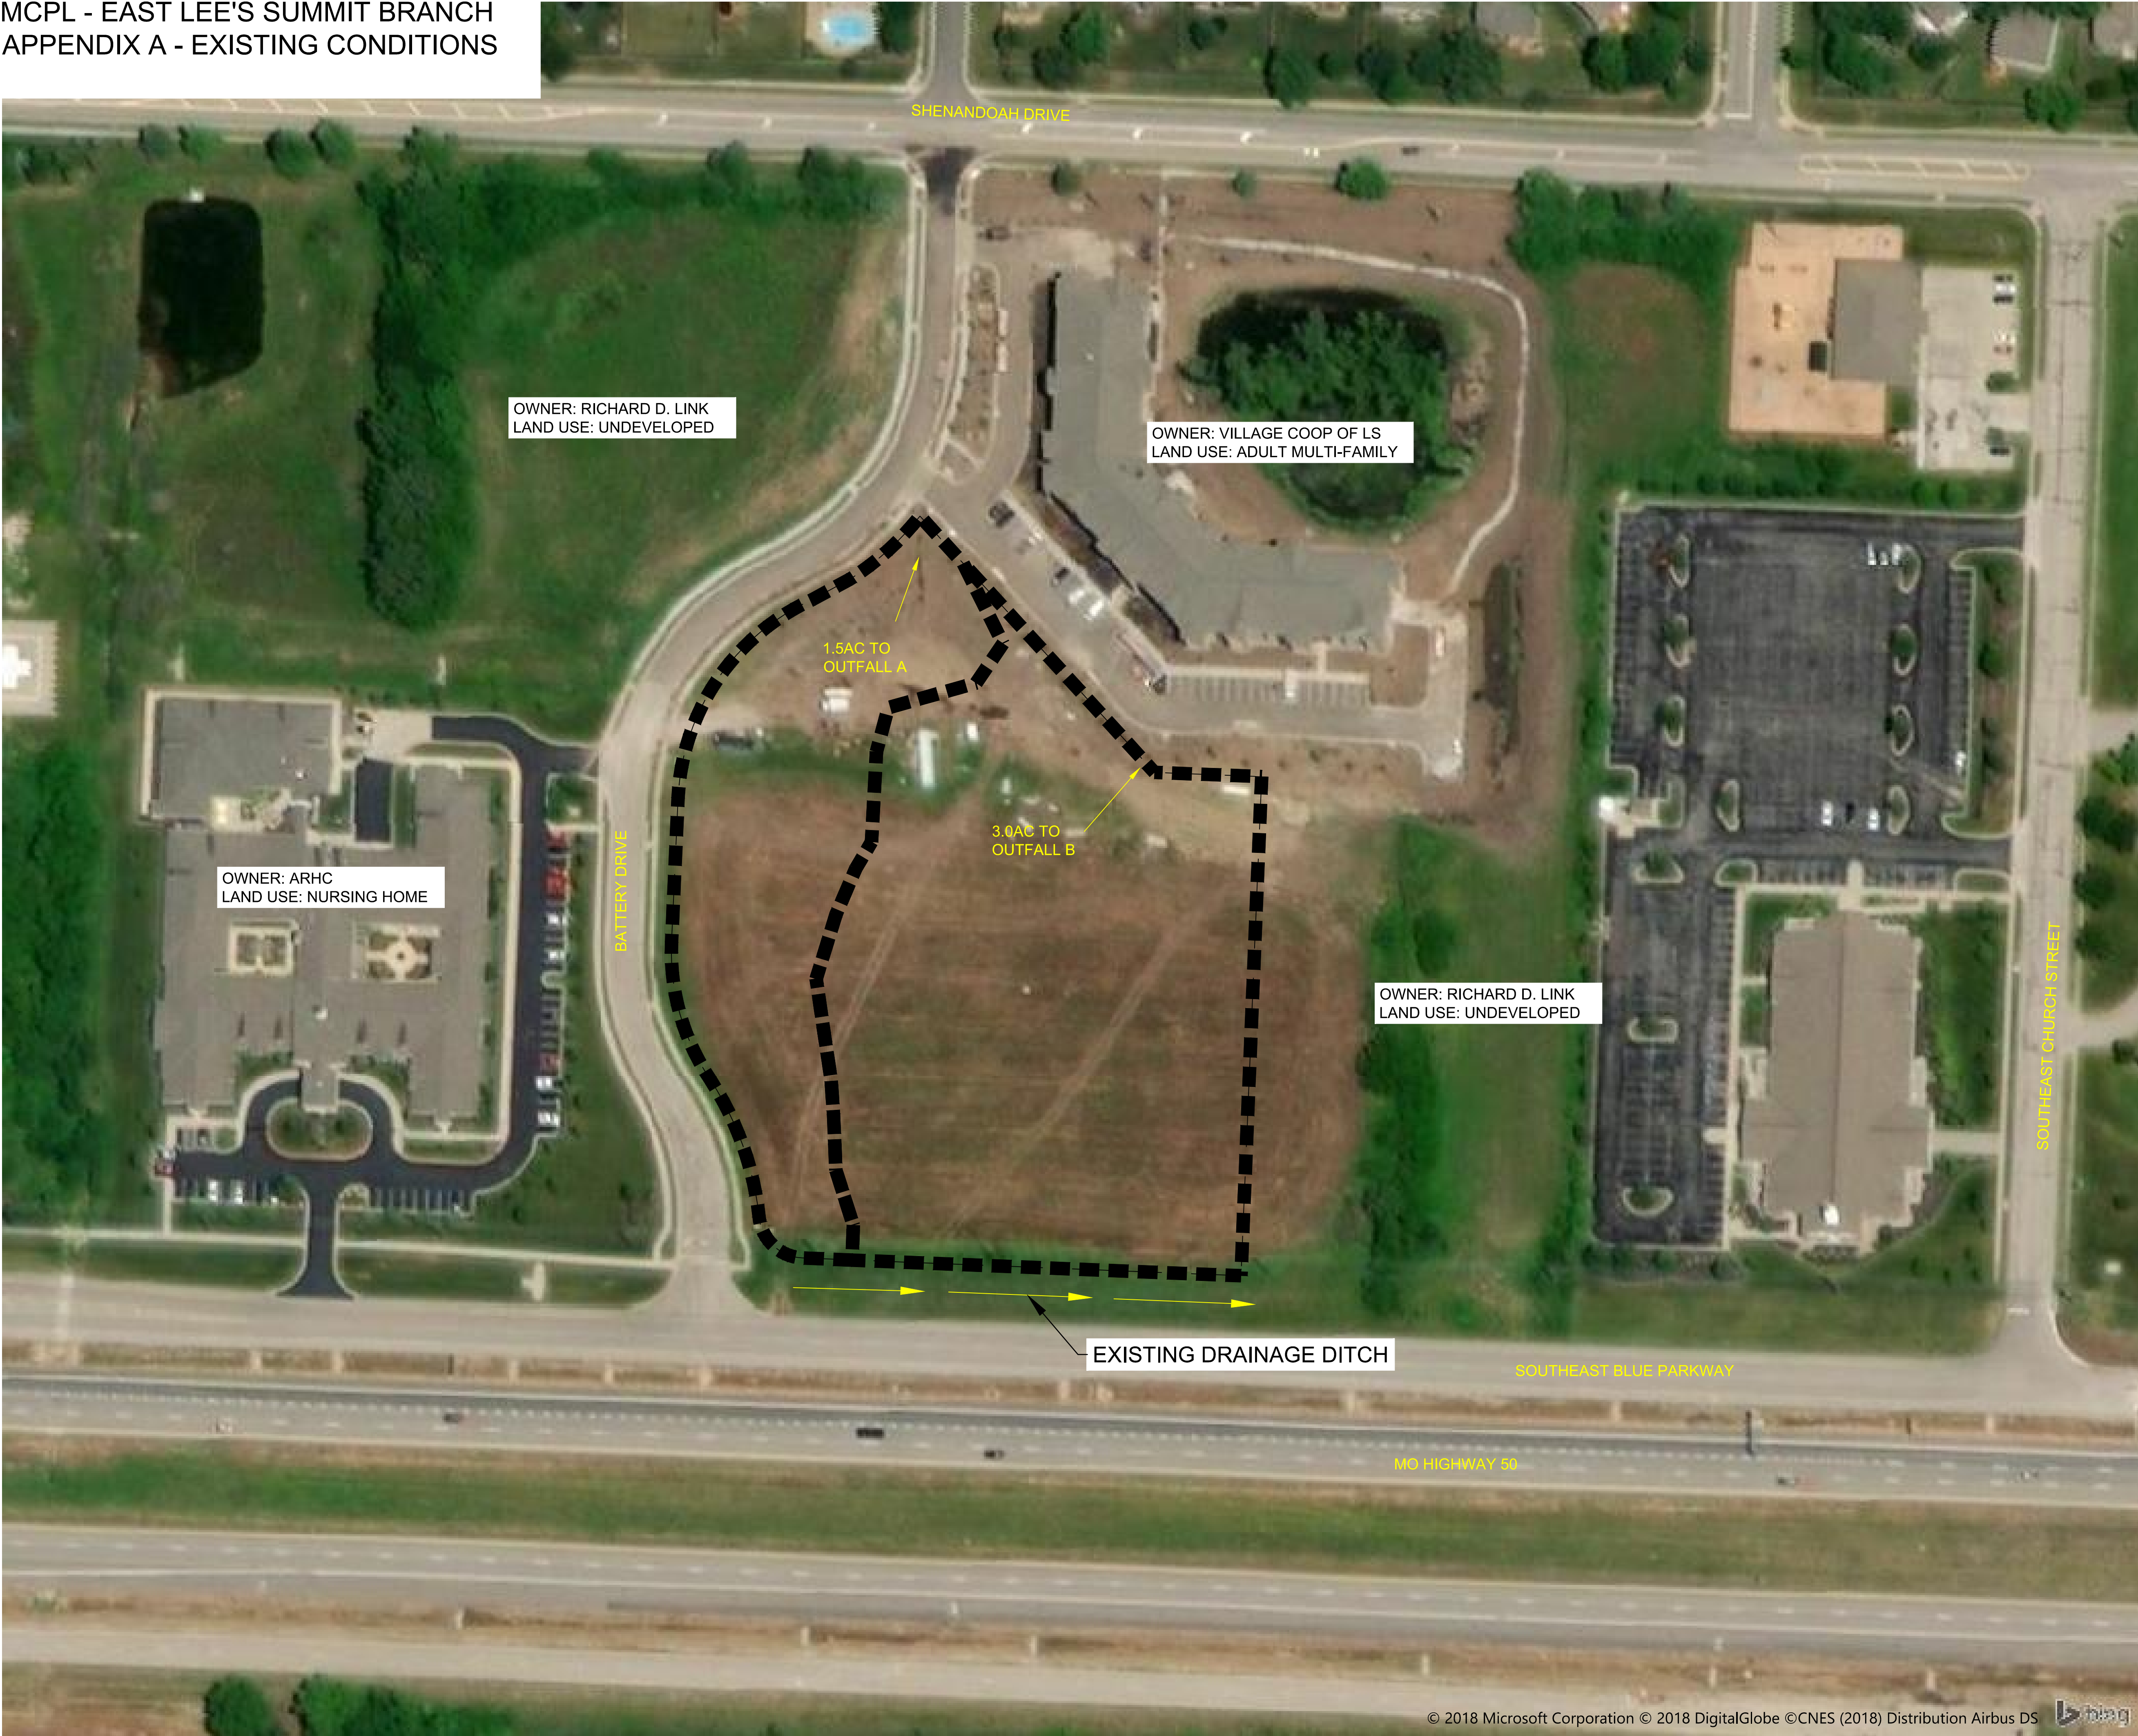 MCPL - EAST LEE'S SUMMIT BRANCH
APPENDIX A - EXISTING CONDITIONS
SHENANDOAH DRIVE
OWNER: RICHARD D. LINK
LAND USE: UNDEVELOPED
OWNER: VILLAGE COOP OF LS
LAND USE: ADULT MULTI-FAMILY
1.5AC TO
OUTFALL A
3.0AC TO
OUTFALL B
BATTERY DRIVE
OWNER: ARHC
LAND USE: NURSING HOME
OWNER: RICHARD D. LINK
LAND USE: UNDEVELOPED
SOUTHEAST CHURCH STREET
EXISTING DRAINAGE DITCH
SOUTHEAST BLUE PARKWAY
MO HIGHWAY 50
© 2018 Microsoft Corporation © 2018 DigitalGlobe ©CNES (2018) Distribution Airbus DS
bing